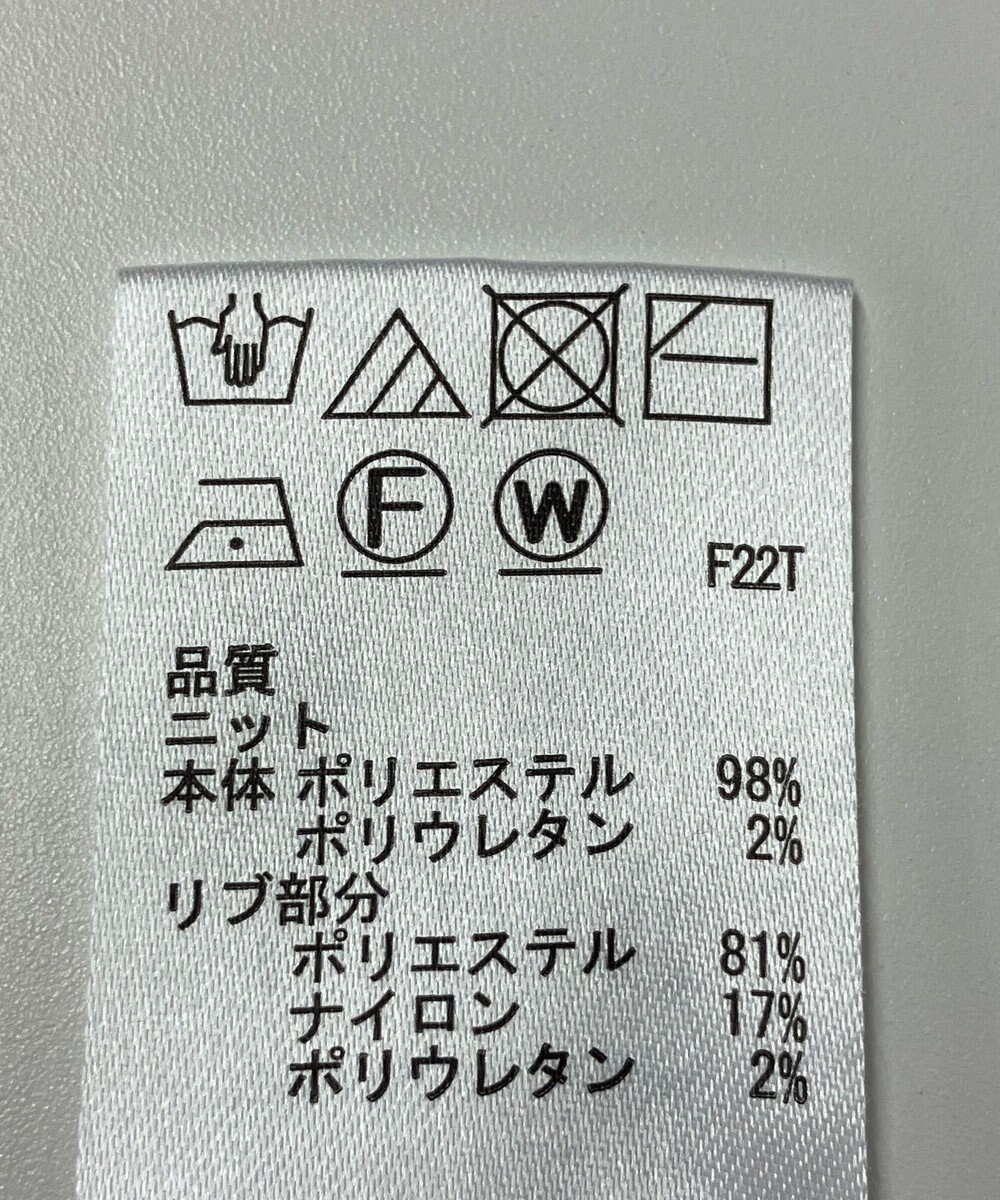 F W
F22T
品質
ニット
本体 ポリエステル 98%
ポリウレタン 2%
リブ部分
ポリエステル 81%
ナイロン 17%
ポリウレタン 2%